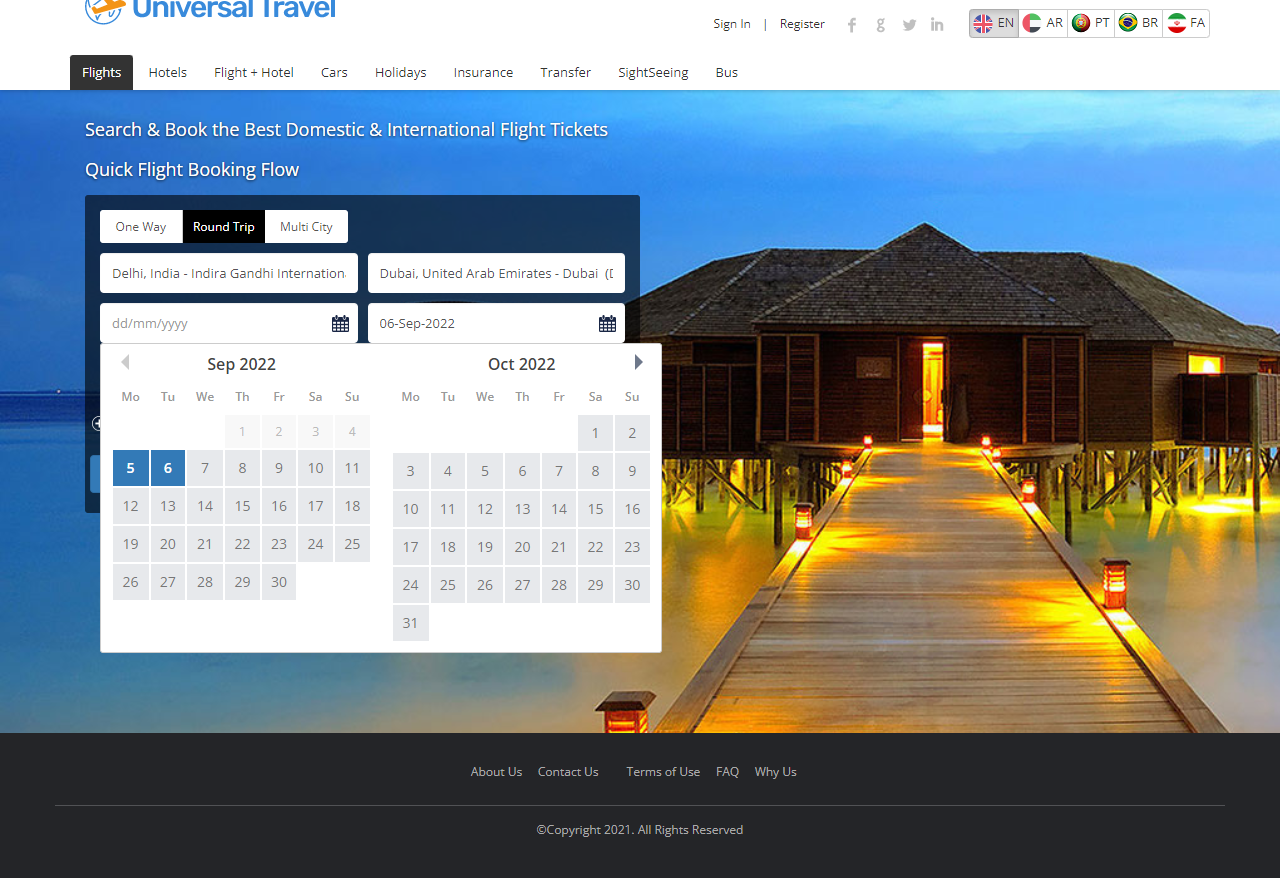 Universal Travel
Sign In | Register
EN AR PT BR FA
Flights Hotels Flight + Hotel Cars Holidays Insurance Transfer SightSeeing Bus
Search & Book the Best Domestic & International Flight Tickets
Quick Flight Booking Flow
One Way Round Trip Multi City
Delhi, India - Indira Gandhi Internation
Dubai, United Arab Emirates - Dubai (D
dd/mm/yyyy
06-Sep-2022
Sep 2022
Mo Tu We Th Fr Sa Su
1 2 3 4
5 6 7 8 9 10 11
12 13 14 15 16 17 18
19 20 21 22 23 24 25
26 27 28 29 30
Oct 2022
Mo Tu We Th Fr Sa Su
1 2
3 4 5 6 7 8 9
10 11 12 13 14 15 16
17 18 19 20 21 22 23
24 25 26 27 28 29 30
31
About Us Contact Us Terms of Use FAQ Why Us
©Copyright 2021. All Rights Reserved